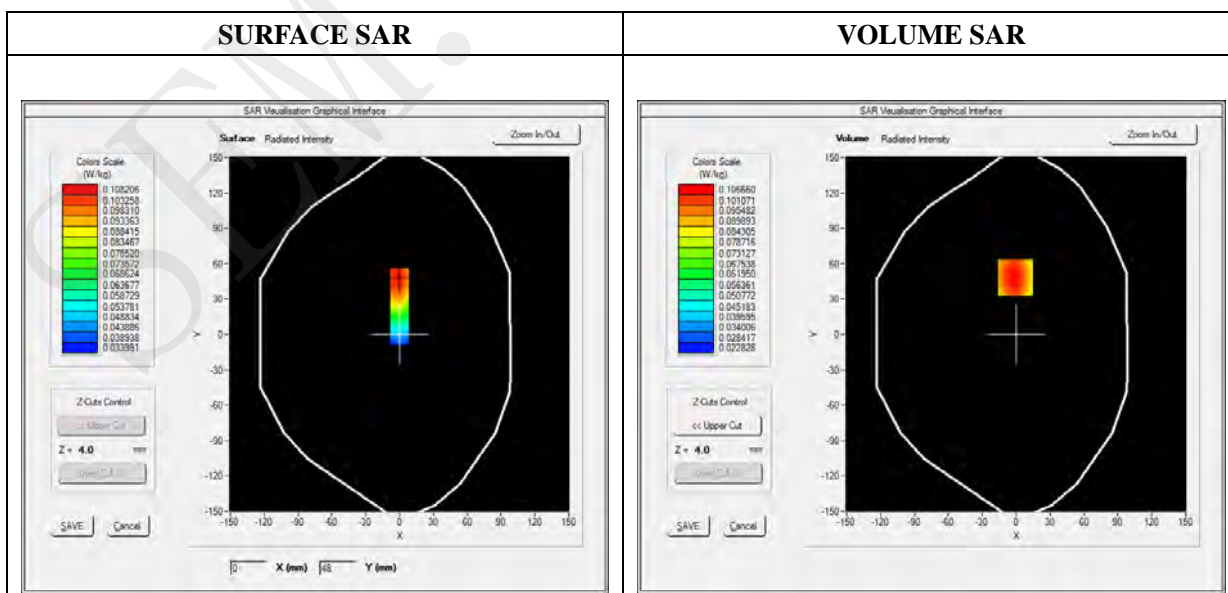 SURFACE SAR
VOLUME SAR
SEM.
SAR Visualisation Graphical Interface
Surface Radiated Intensity
Zoom In/Out
Colors Scale
(W/kg)
0.108206
0.103258
0.098310
0.093363
0.088415
0.083467
0.078520
0.073572
0.068624
0.063677
0.058729
0.053781
0.048834
0.043886
0.038938
0.033991
150
120
90
60
30
0
-30
-60
-90
-120
-150
Y
-150 -120 -90 -60 -30 0 30 60 90 120 150
X
Z-Cuts Control
<< Upper Cut
Z = 4.0 mm
SAVE
Cancel
0 X (mm) 48 Y (mm)
SAR Visualisation Graphical Interface
Volume Radiated Intensity
Zoom In/Out
Colors Scale
(W/kg)
0.106660
0.101071
0.095482
0.089893
0.084305
0.078716
0.073127
0.067538
0.061950
0.056361
0.050772
0.045183
0.039595
0.034006
0.028417
0.022828
150
120
90
60
30
0
-30
-60
-90
-120
-150
Y
-150 -120 -90 -60 -30 0 30 60 90 120 150
X
Z-Cuts Control
<< Upper Cut
Z = 4.0 mm
SAVE
Cancel